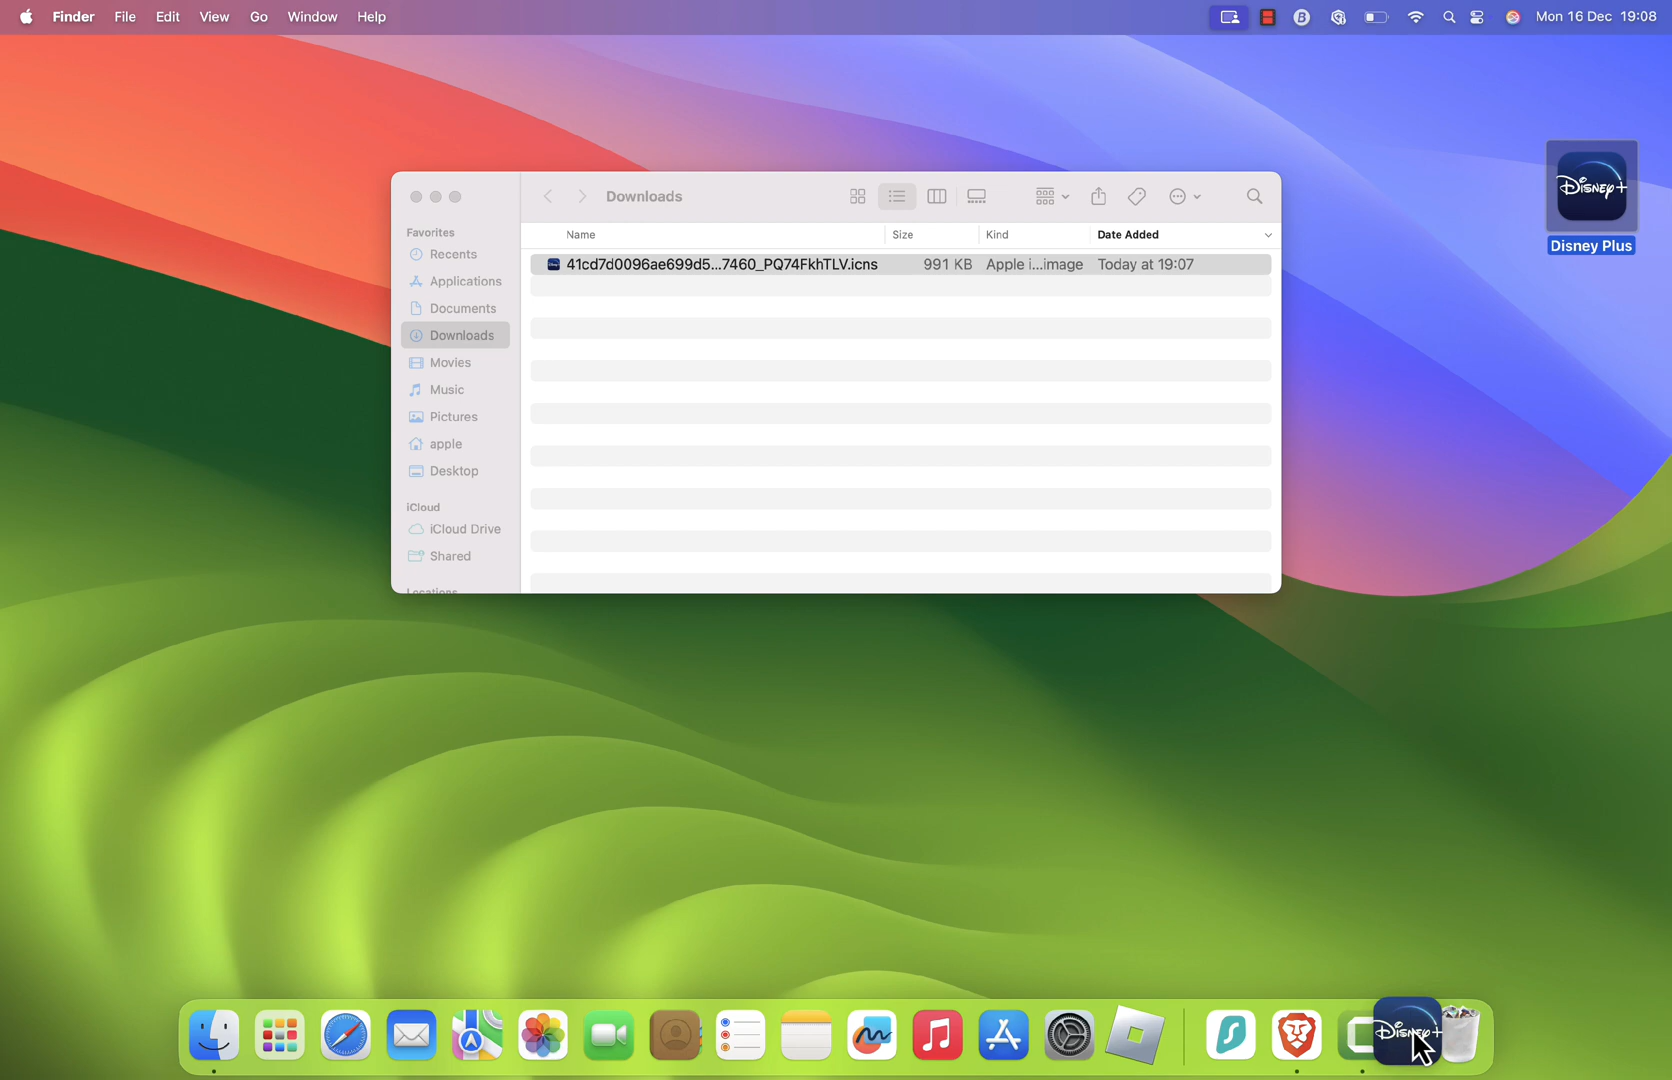 Finder File Edit View Go Window Help Mon 16 Dec 19:08
Disney+
Disney Plus
Downloads
Name Size Kind Date Added
41cd7d0096ae699d5...7460_PQ74FkhTLV.icns 991 KB Apple i...image Today at 19:07
Favorites
Recents
Applications
Documents
Downloads
Movies
Music
Pictures
apple
Desktop
iCloud
iCloud Drive
Shared
Locations
Disney+